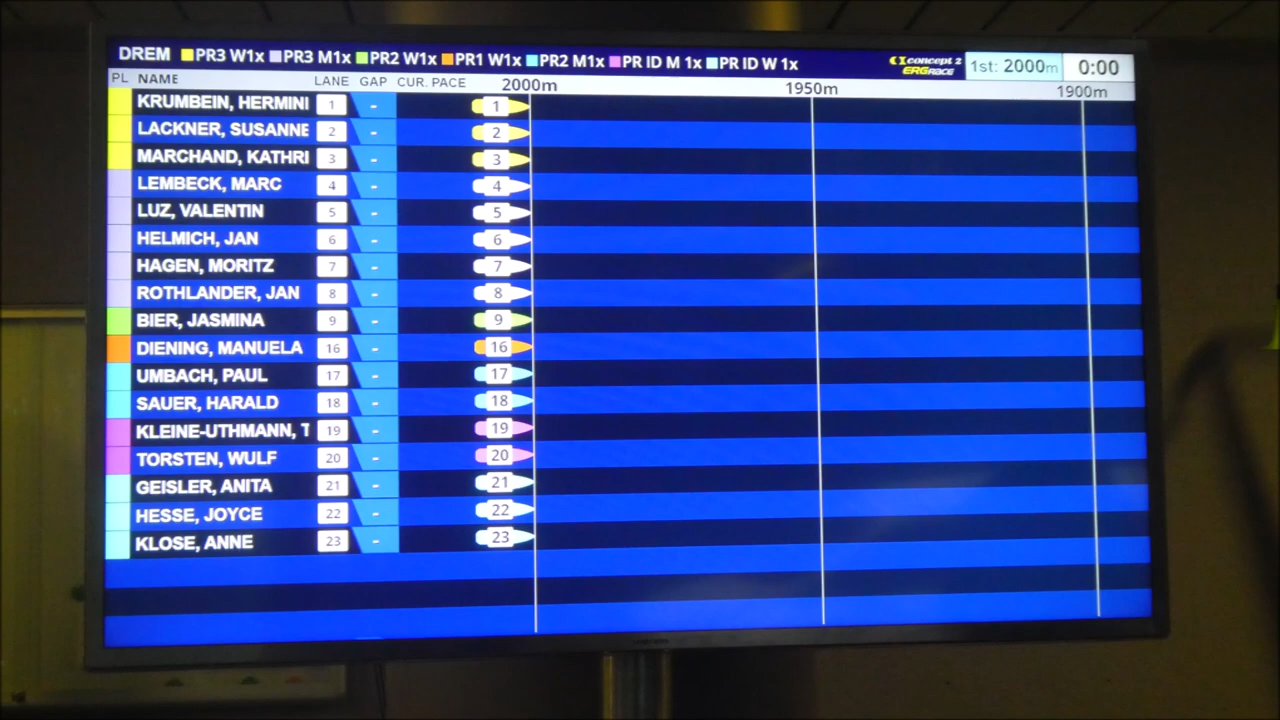 DREM PR3 W1x PR3 M1x PR2 W1x PR1 W1x PR2 M1x PR ID M 1x PR ID W 1x concept 2 ERGRACE 1st: 2000m 0:00
PL NAME LANE GAP CUR. PACE 2000m 1950m 1900m
KRUMBEIN, HERMINI 1 - 1
LACKNER, SUSANNE 2 - 2
MARCHAND, KATHRI 3 - 3
LEMBECK, MARC 4 - 4
LUZ, VALENTIN 5 - 5
HELMICH, JAN 6 - 6
HAGEN, MORITZ 7 - 7
ROTHLANDER, JAN 8 - 8
BIER, JASMINA 9 - 9
DIENING, MANUELA 16 - 16
UMBACH, PAUL 17 - 17
SAUER, HARALD 18 - 18
KLEINE-UTHMANN, T 19 - 19
TORSTEN, WULF 20 - 20
GEISLER, ANITA 21 - 21
HESSE, JOYCE 22 - 22
KLOSE, ANNE 23 - 23